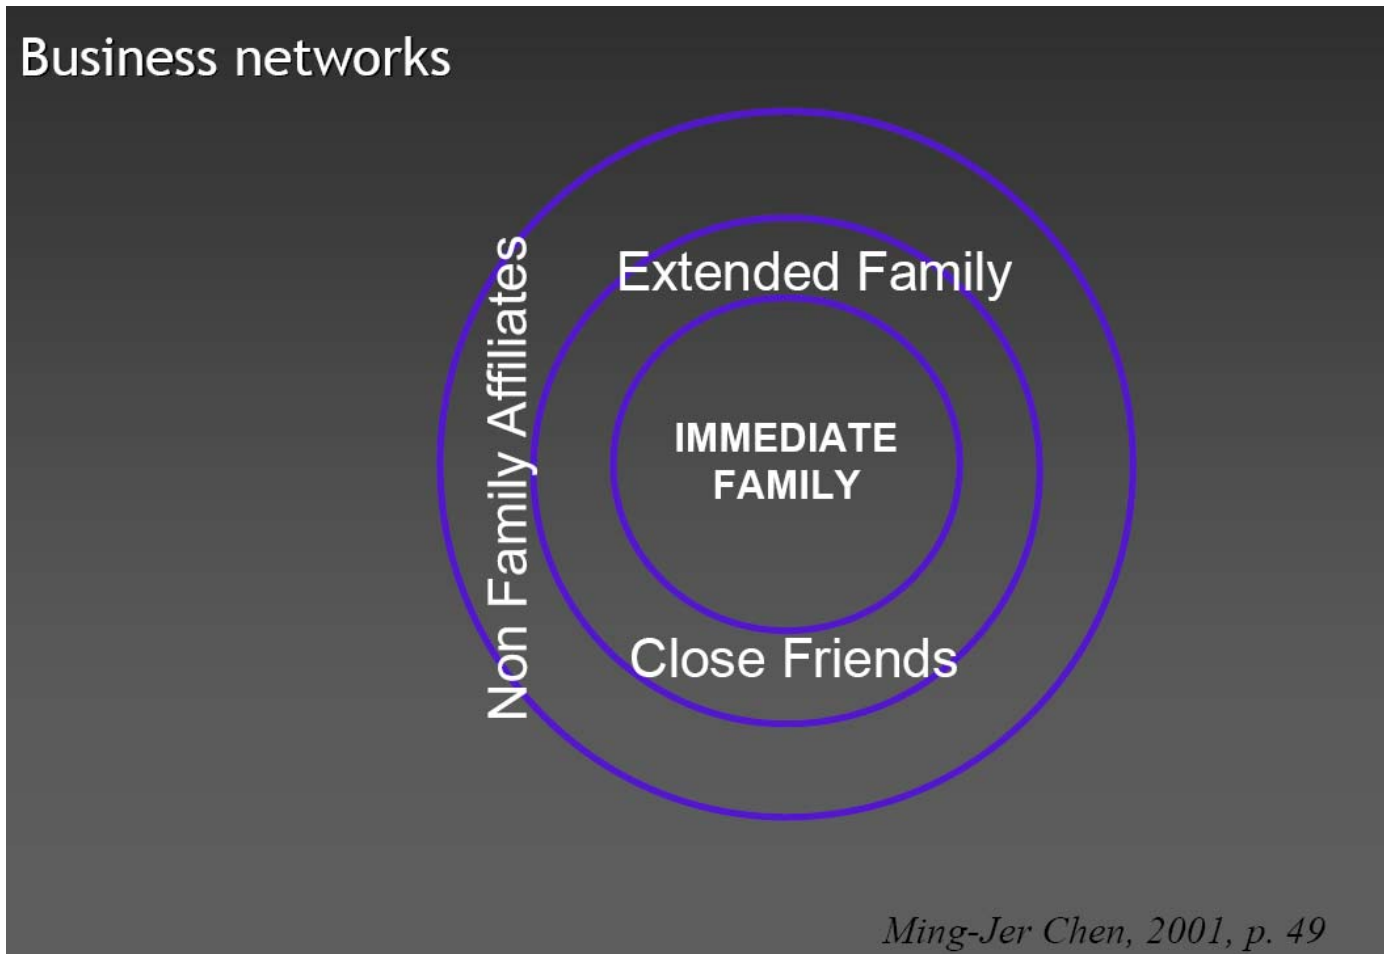 Business networks
Extended Family
Non Family Affiliates
IMMEDIATE
FAMILY
Close Friends
Ming-Jer Chen, 2001, p. 49